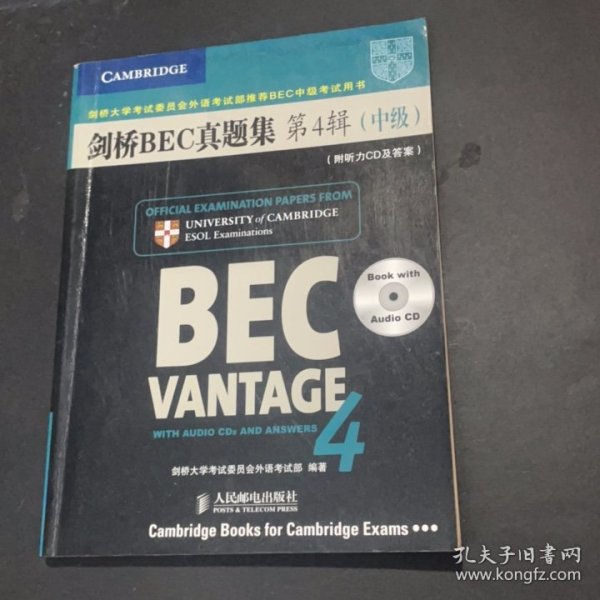 CAMBRIDGE
剑桥大学考试委员会外语考试部推荐BEC中级考试用书
剑桥BEC真题集 第4辑（中级）
（附听力CD及答案）
OFFICIAL EXAMINATION PAPERS FROM
UNIVERSITY of CAMBRIDGE
ESOL Examinations
Book with
Audio CD
BEC
VANTAGE 4
WITH AUDIO CDs AND ANSWERS
剑桥大学考试委员会外语考试部 编著
人民邮电出版社
POSTS & TELECOM PRESS
Cambridge Books for Cambridge Exams •••
孔夫子旧书网
www.kongfz.com